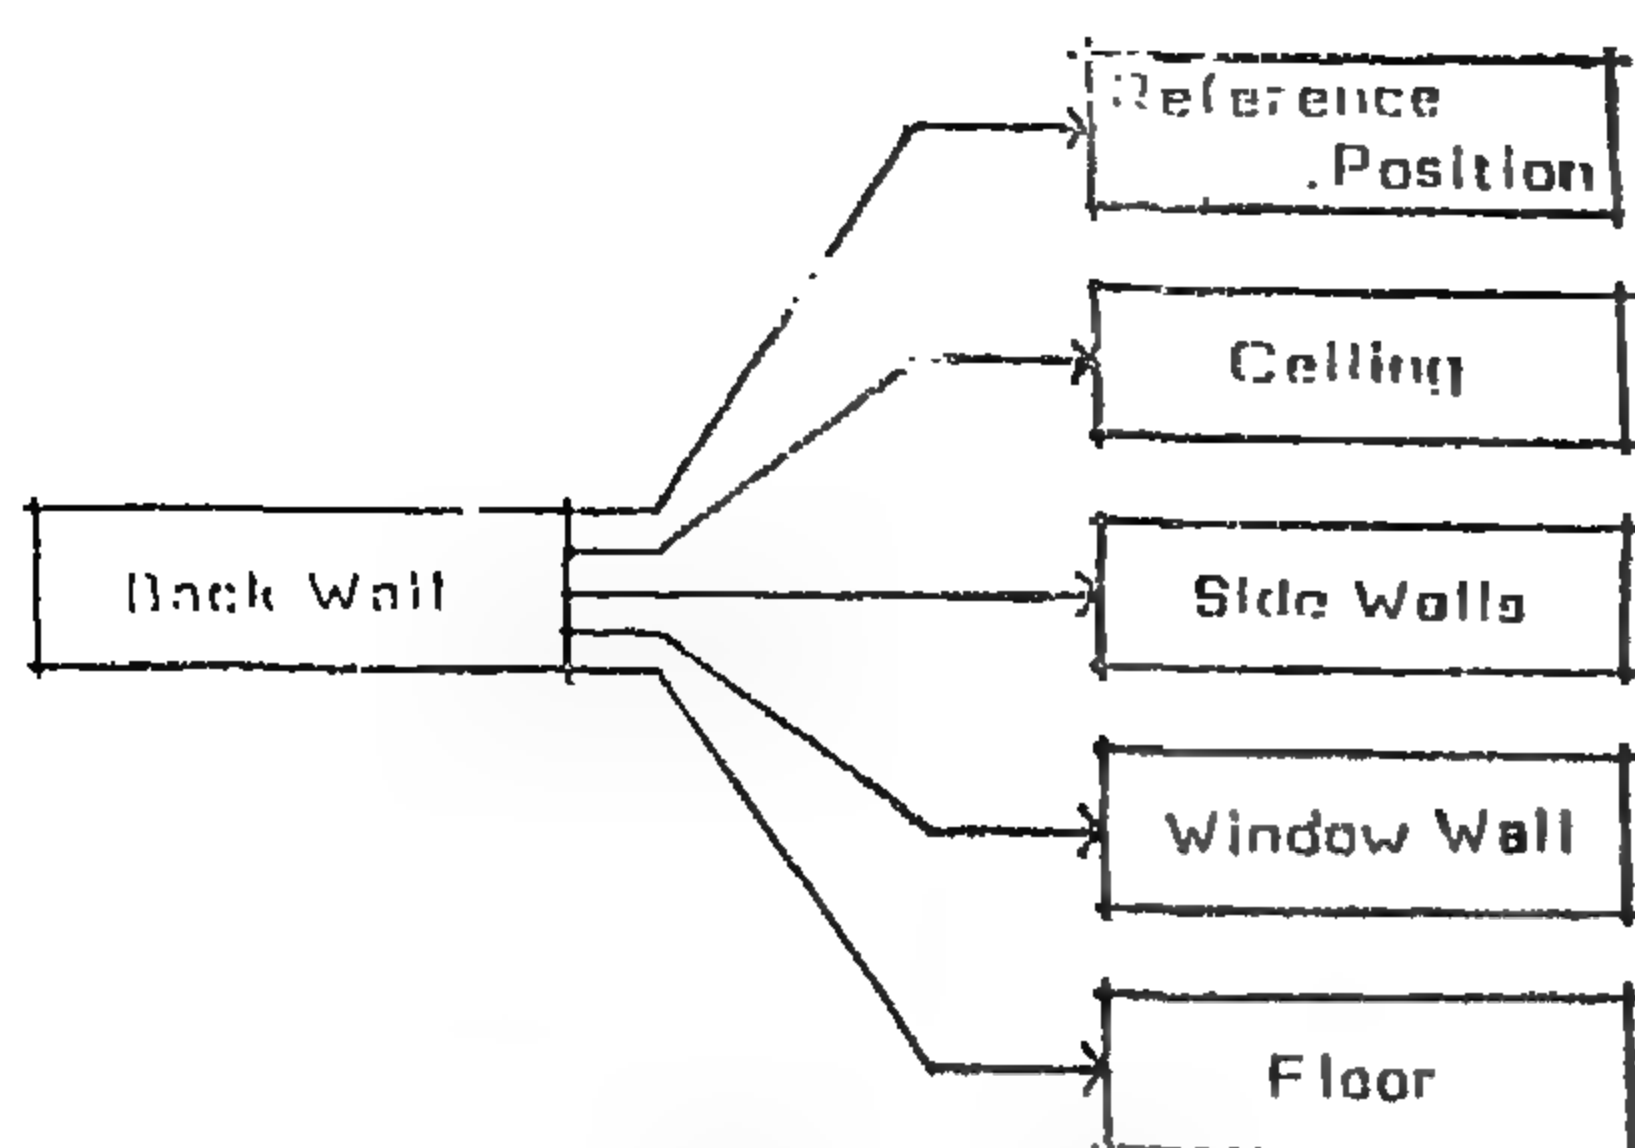 Reference
Position
Ceiling
Back Wall
Side Walls
Window Wall
Floor